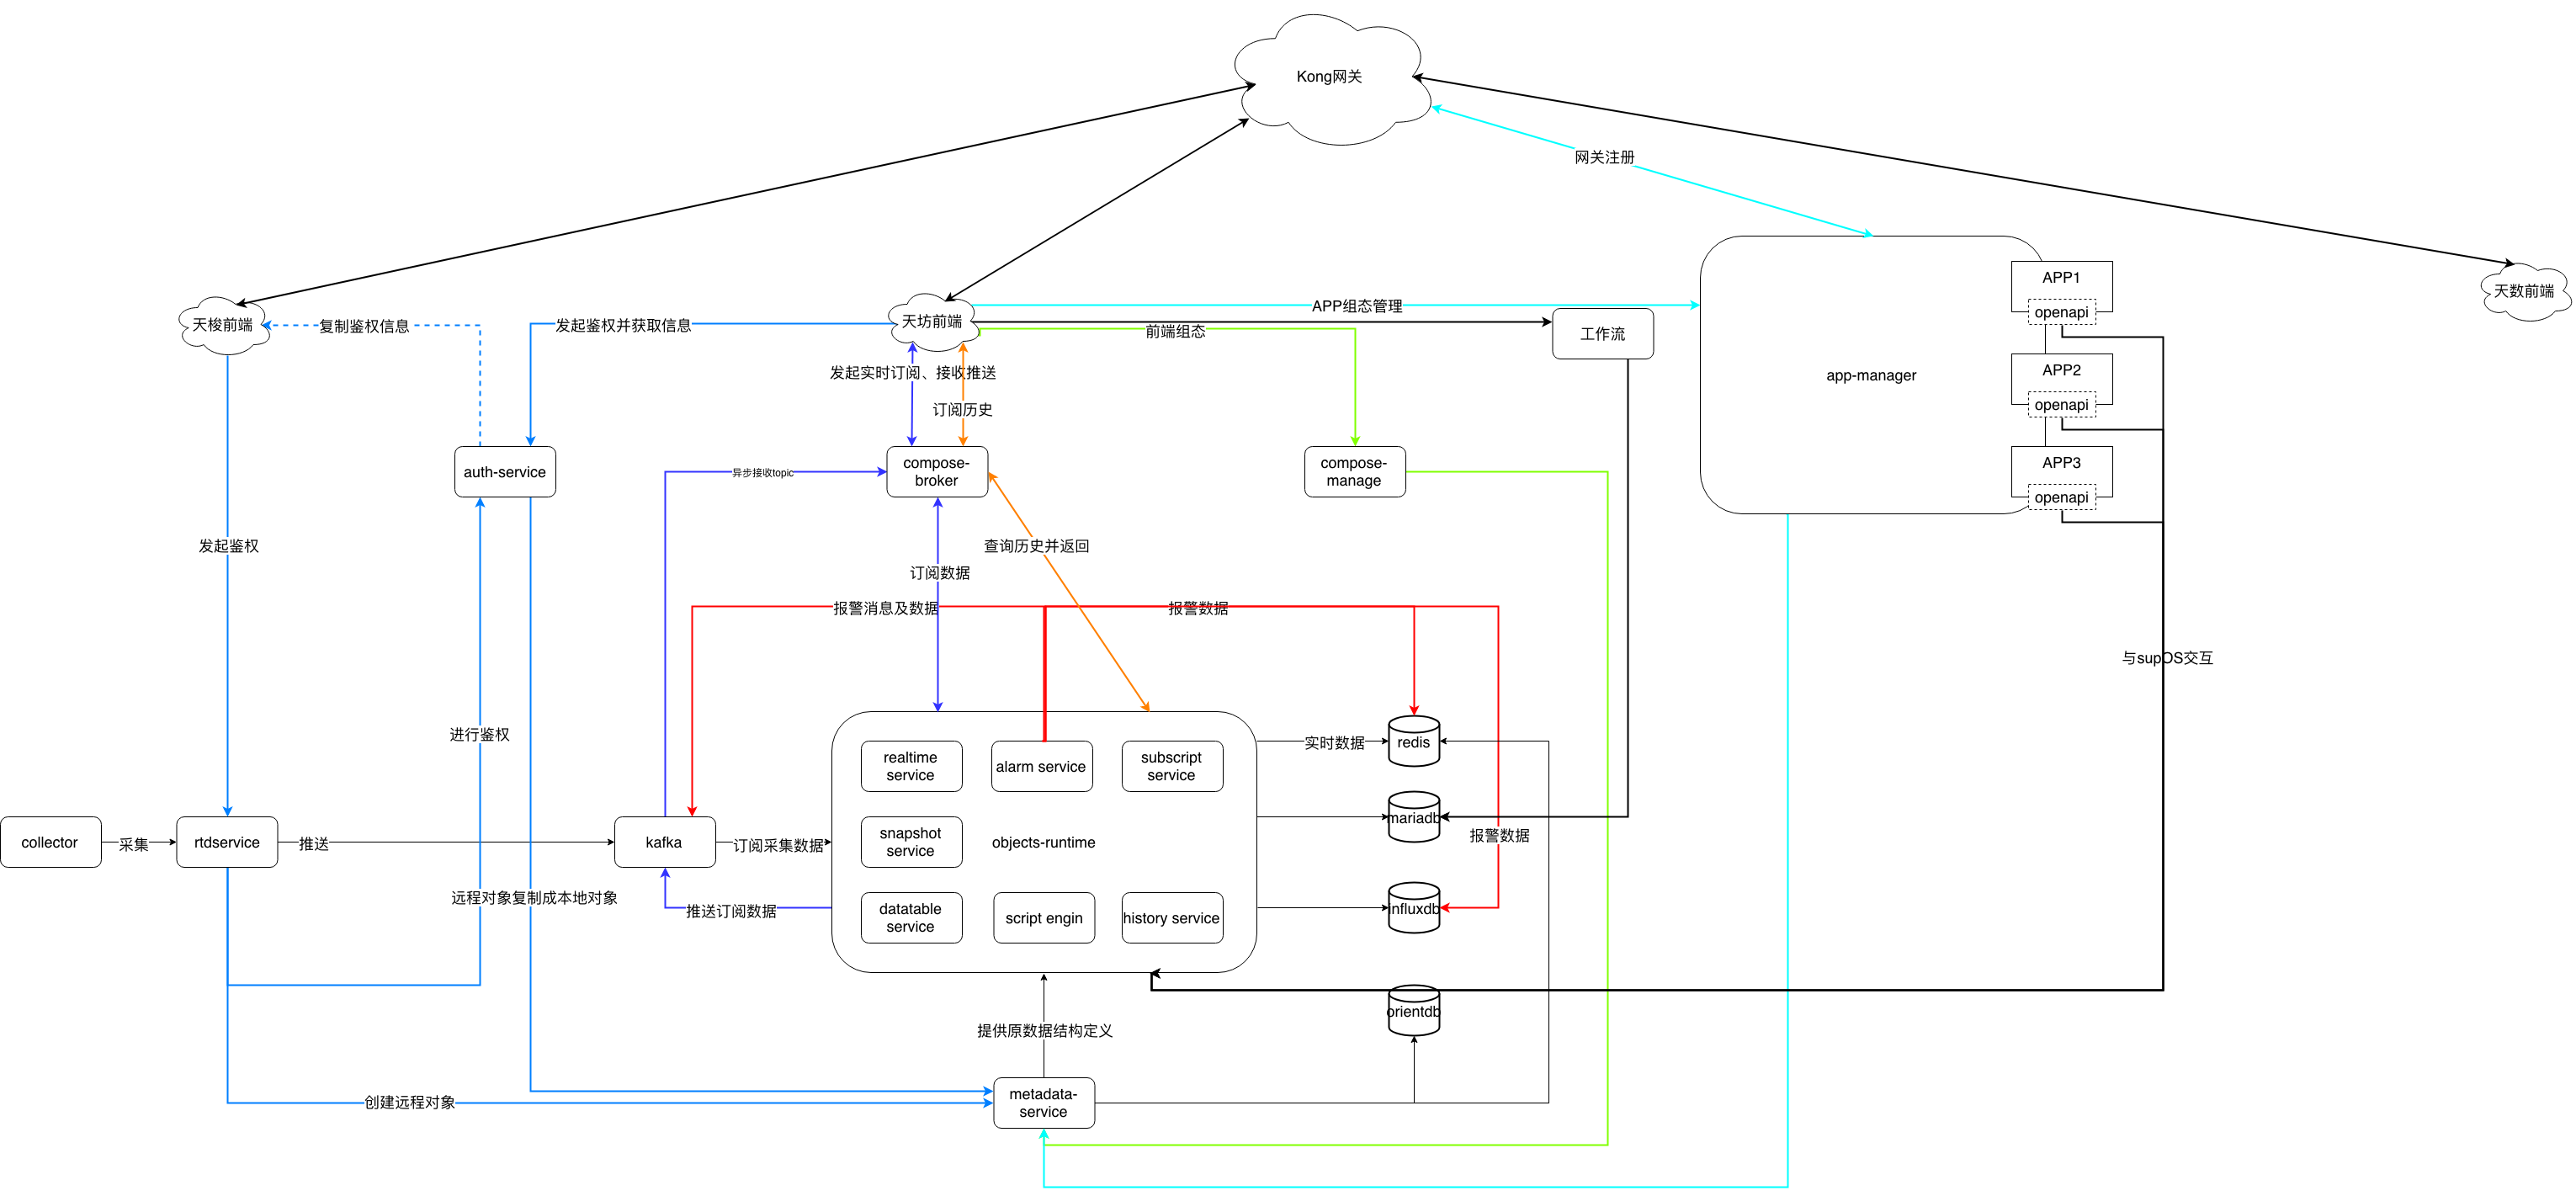 Kong网关
网关注册
APP1
openapi
天梭前端
复制鉴权信息
发起鉴权并获取信息
天坊前端
APP组态管理
前端组态
工作流
天数前端
发起实时订阅、接收推送
订阅历史
app-manager
APP2
openapi
auth-service
异步接收topic
compose-
broker
compose-
manage
APP3
openapi
发起鉴权
查询历史并返回
订阅数据
报警消息及数据
报警数据
与supOS交互
进行鉴权
realtime
service
alarm service
subscript
service
实时数据
redis
mariadb
报警数据
collector
采集
rtdservice
推送
kafka
订阅采集数据
snapshot
service
objects-runtime
远程对象复制成本地对象
推送订阅数据
datatable
service
script engin
history service
influxdb
orientdb
提供原数据结构定义
创建远程对象
metadata-
service